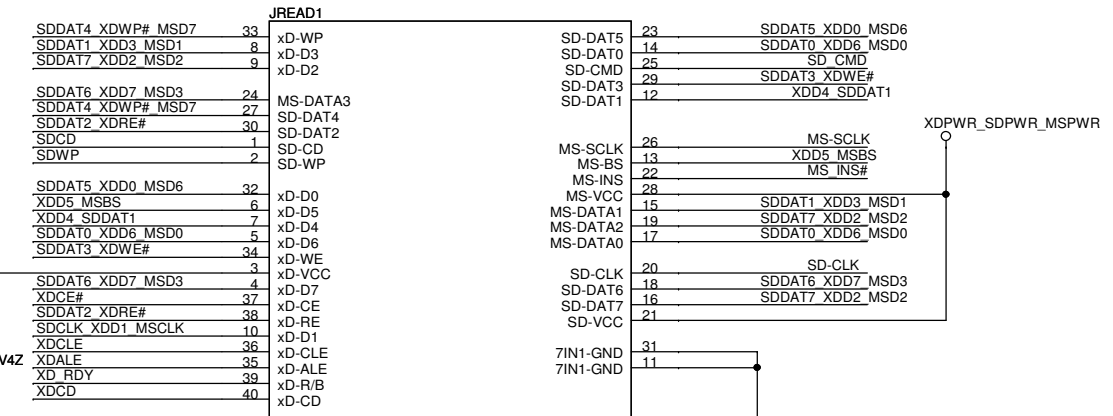 JREAD1
SDDAT4_XDWP#_MSD7 33 xD-WP
SDDAT1_XDD3_MSD1 8 xD-D3
SDDAT7_XDD2_MSD2 9 xD-D2
SDDAT6_XDD7_MSD3 24 MS-DATA3
SDDAT4_XDWP#_MSD7 27 SD-DAT4
SDDAT2_XDRE# 30 SD-DAT2
SDCD 1 SD-CD
SDWP 2 SD-WP
SDDAT5_XDD0_MSD6 32 xD-D0
XDD5_MSBS 6 xD-D5
XDD4_SDDAT1 7 xD-D4
SDDAT0_XDD6_MSD0 5 xD-D6
SDDAT3_XDWE# 34 xD-WE
3 xD-VCC
SDDAT6_XDD7_MSD3 4 xD-D7
XDCE# 37 xD-CE
SDDAT2_XDRE# 38 xD-RE
SDCLK_XDD1_MSCLK 10 xD-D1
XDCLE 36 xD-CLE
V4Z XDALE 35 xD-ALE
XD_RDY 39 xD-R/B
XDCD 40 xD-CD
SD-DAT5 23 SDDAT5_XDD0_MSD6
SD-DAT0 14 SDDAT0_XDD6_MSD0
SD-CMD 25 SD_CMD
SD-DAT3 29 SDDAT3_XDWE#
SD-DAT1 12 XDD4_SDDAT1
XDPWR_SDPWR_MSPWR
MS-SCLK 26 MS-SCLK
MS-BS 13 XDD5_MSBS
MS-INS 22 MS_INS#
MS-VCC 28
MS-DATA1 15 SDDAT1_XDD3_MSD1
MS-DATA2 19 SDDAT7_XDD2_MSD2
MS-DATA0 17 SDDAT0_XDD6_MSD0
SD-CLK 20 SD-CLK
SD-DAT6 18 SDDAT6_XDD7_MSD3
SD-DAT7 16 SDDAT7_XDD2_MSD2
SD-VCC 21
7IN1-GND 31
7IN1-GND 11